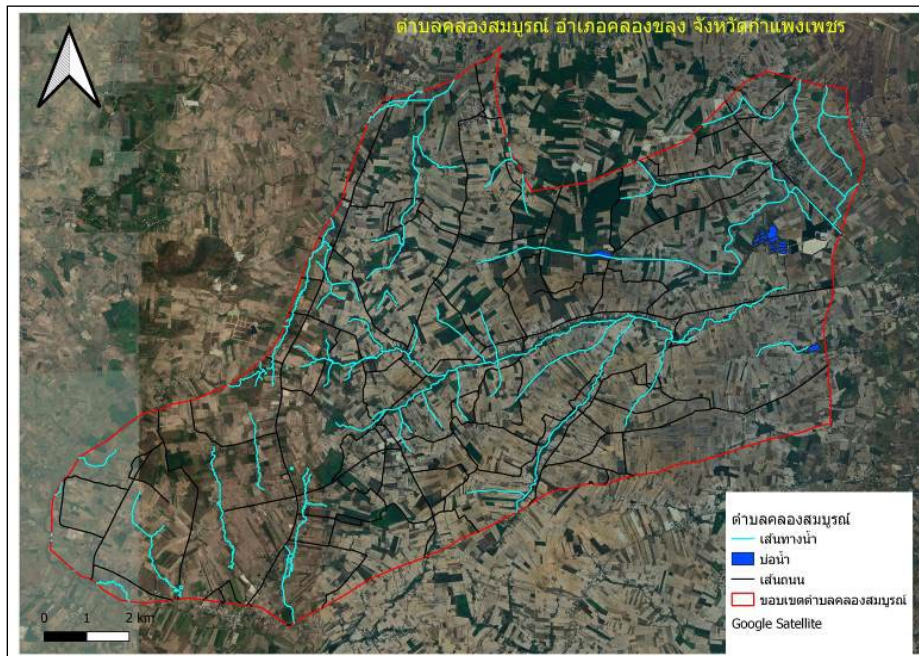 ตำบลคลองสมบูรณ์ อำเภอคลองขลุง จังหวัดกำแพงเพชร
ตำบลคลองสมบูรณ์
เส้นทางน้ำ
บ่อน้ำ
เส้นถนน
ขอบเขตตำบลคลองสมบูรณ์
Google Satellite
0 1 2 km